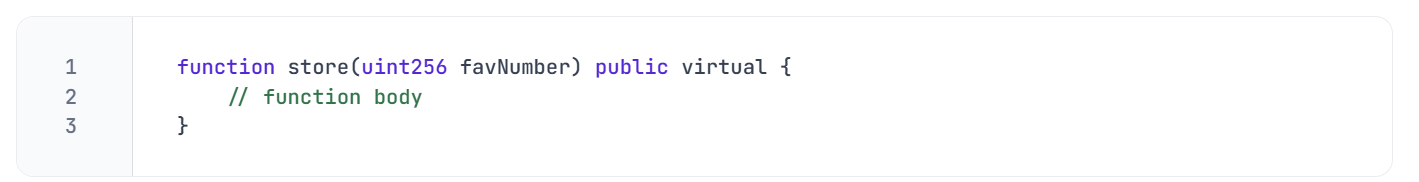 1 function store(uint256 favNumber) public virtual {
2     // function body
3 }